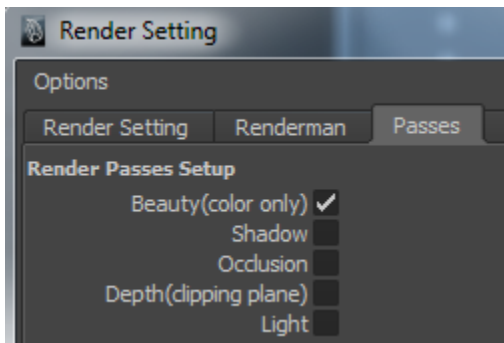 Render Setting
Options
Render Setting Renderman Passes
Render Passes Setup
Beauty(color only)
Shadow
Occlusion
Depth(clipping plane)
Light